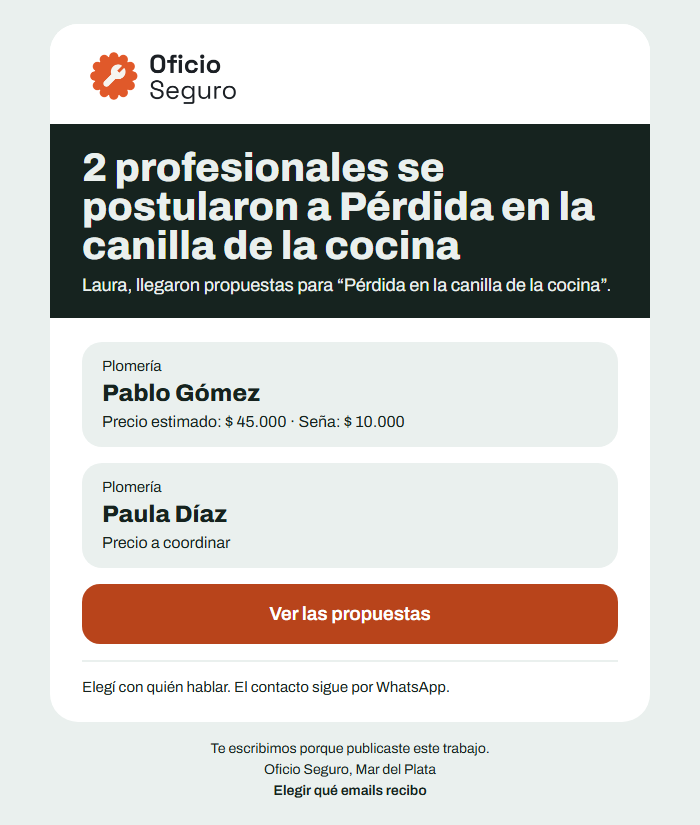 Oficio
Seguro
2 profesionales se
postularon a Pérdida en la
canilla de la cocina
Laura, llegaron propuestas para “Pérdida en la canilla de la cocina”.
Plomería
Pablo Gómez
Precio estimado: $ 45.000 · Seña: $ 10.000
Plomería
Paula Díaz
Precio a coordinar
Ver las propuestas
Elegí con quién hablar. El contacto sigue por WhatsApp.
Te escribimos porque publicaste este trabajo.
Oficio Seguro, Mar del Plata
Elegir qué emails recibo